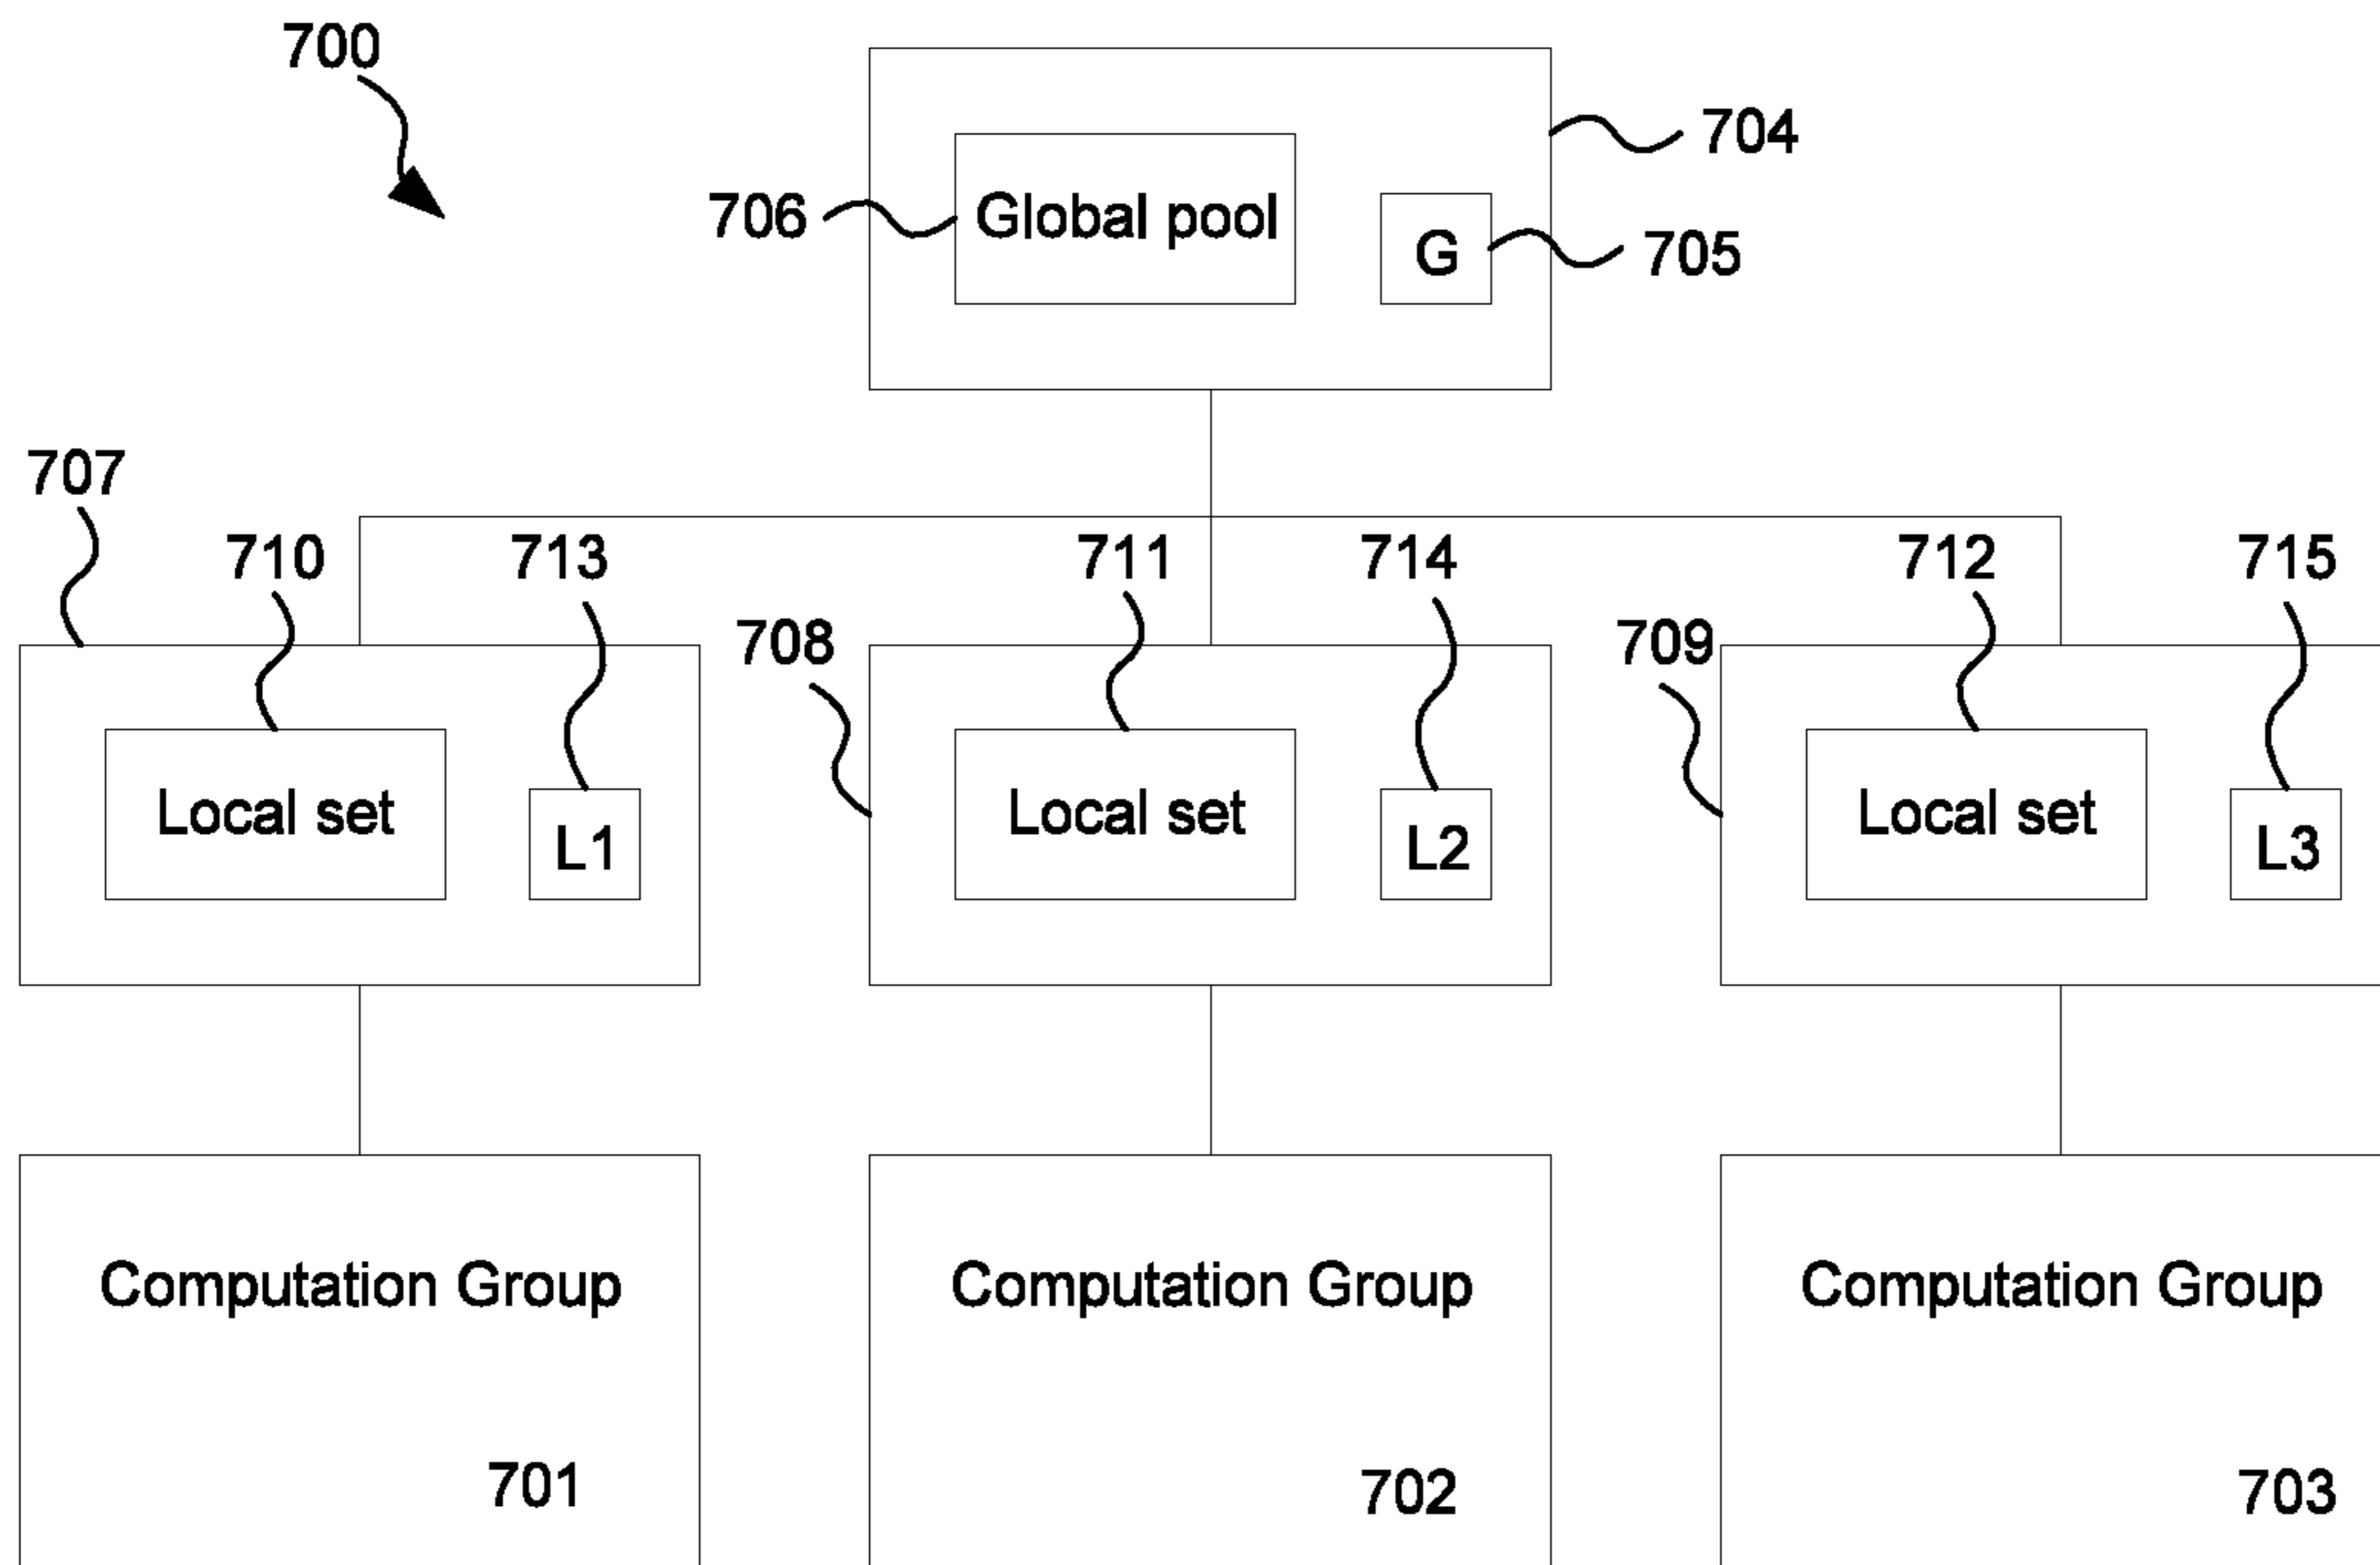 700
704
706
Global pool
G
705
707
710
713
711
714
712
715
708
709
Local set
L1
Local set
L2
Local set
L3
Computation Group
Computation Group
Computation Group
701
702
703